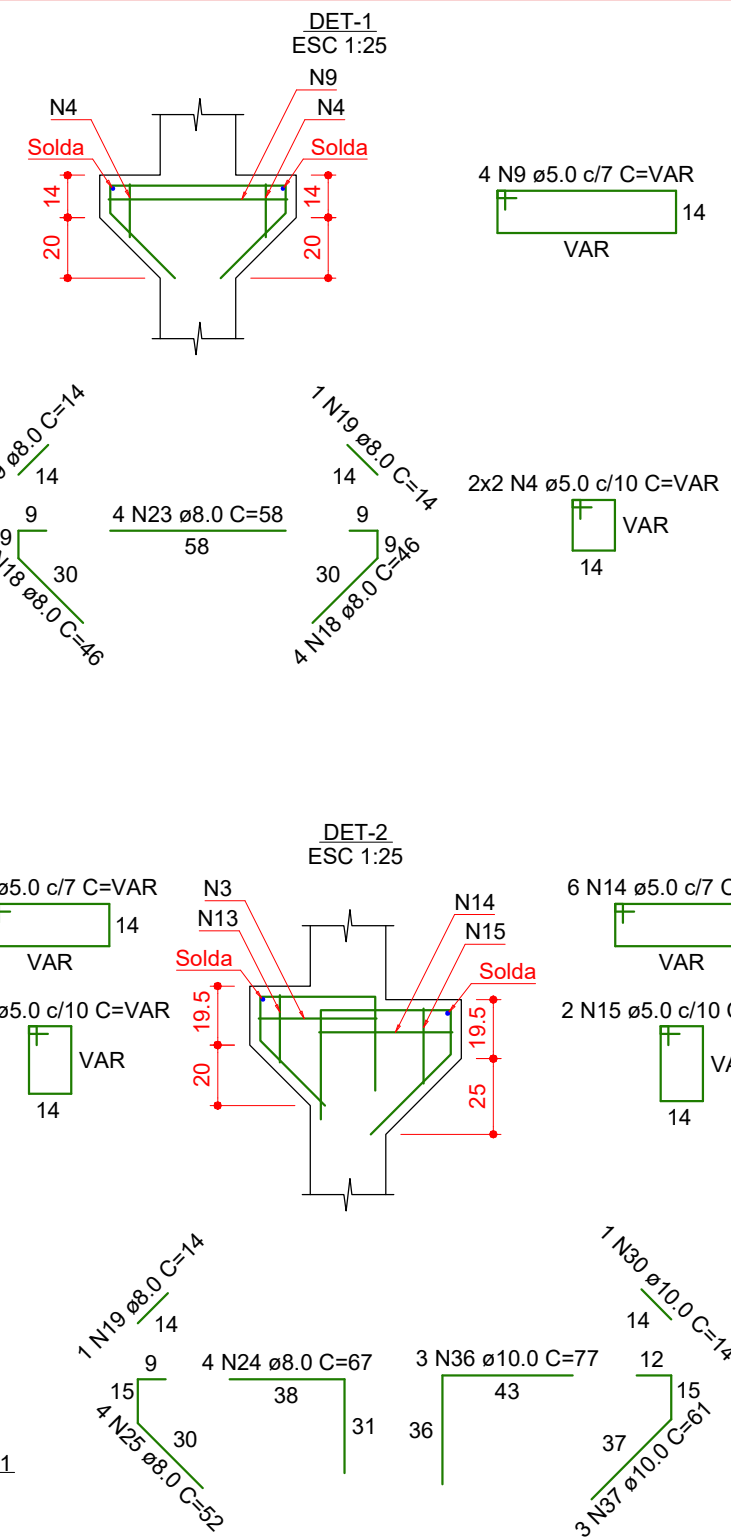 DET-1
ESC 1:25
N9
N4
N4
Solda
Solda
14
20
14
20
4 N9 ø5.0 c/7 C=VAR
14
VAR
ø8.0 C=14
14
1 N19 ø8.0 C=14
14
9
9
30
N18 ø8.0 C=46
4 N23 ø8.0 C=58
58
9
9
30
4 N18 ø8.0 C=46
2x2 N4 ø5.0 c/10 C=VAR
VAR
14
DET-2
ESC 1:25
ø5.0 c/7 C=VAR
14
VAR
ø5.0 c/10 C=VAR
VAR
14
N3
N13
Solda
N14
N15
Solda
19.5
20
19.5
25
6 N14 ø5.0 c/7
VAR
2 N15 ø5.0 c/10
14
1 N19 ø8.0 C=14
14
9
15
30
4 N25 ø8.0 C=52
4 N24 ø8.0 C=67
38
31
3 N36 ø10.0 C=77
43
36
1 N30 ø10.0 C=14
14
12
15
37
3 N37 ø10.0 C=61
1